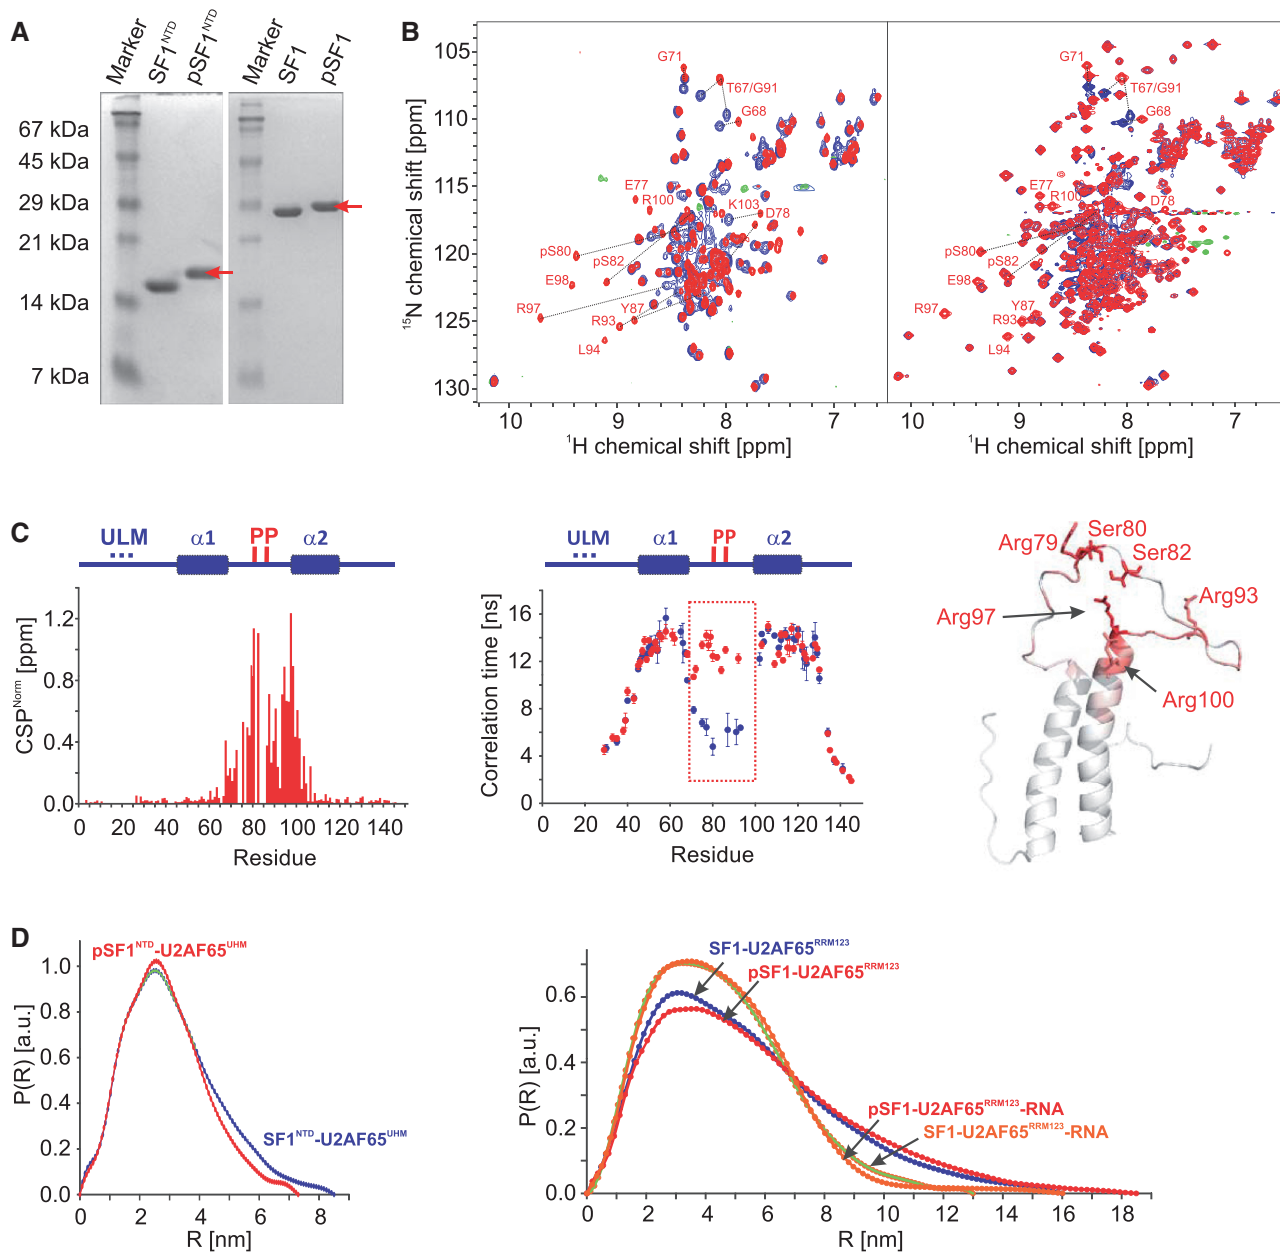 A
Marker
SF1NTD
pSF1NTD
Marker
SF1
pSF1
67 kDa
45 kDa
29 kDa
21 kDa
14 kDa
7 kDa
B
105
110
115
120
125
130
15N chemical shift [ppm]
G71
T67/G91
G68
E77
R100
K103
D78
pS80
pS82
E98
R97
Y87
R93
L94
10 9 8 7
1H chemical shift [ppm]
G71
T67/G91
G68
E77
R100
D78
pS80
pS82
E98
R97
Y87
R93
L94
10 9 8 7
1H chemical shift [ppm]
C
ULM α1 PP α2
1.2
0.8
0.4
0.0
CSPNorm [ppm]
0 20 40 60 80 100 120 140
Residue
ULM α1 PP α2
16
12
8
4
0
Correlation time [ns]
0 20 40 60 80 100 120 140
Residue
Arg79
Ser80
Ser82
Arg97
Arg93
Arg100
D
pSF1NTD-U2AF65UHM
SF1NTD-U2AF65UHM
1.0
0.8
0.6
0.4
0.2
0.0
P(R) [a.u.]
0 2 4 6 8
R [nm]
SF1-U2AF65RRM123
pSF1-U2AF65RRM123
pSF1-U2AF65RRM123-RNA
SF1-U2AF65RRM123-RNA
0.6
0.4
0.2
0.0
P(R) [a.u.]
0 2 4 6 8 10 12 14 16 18
R [nm]